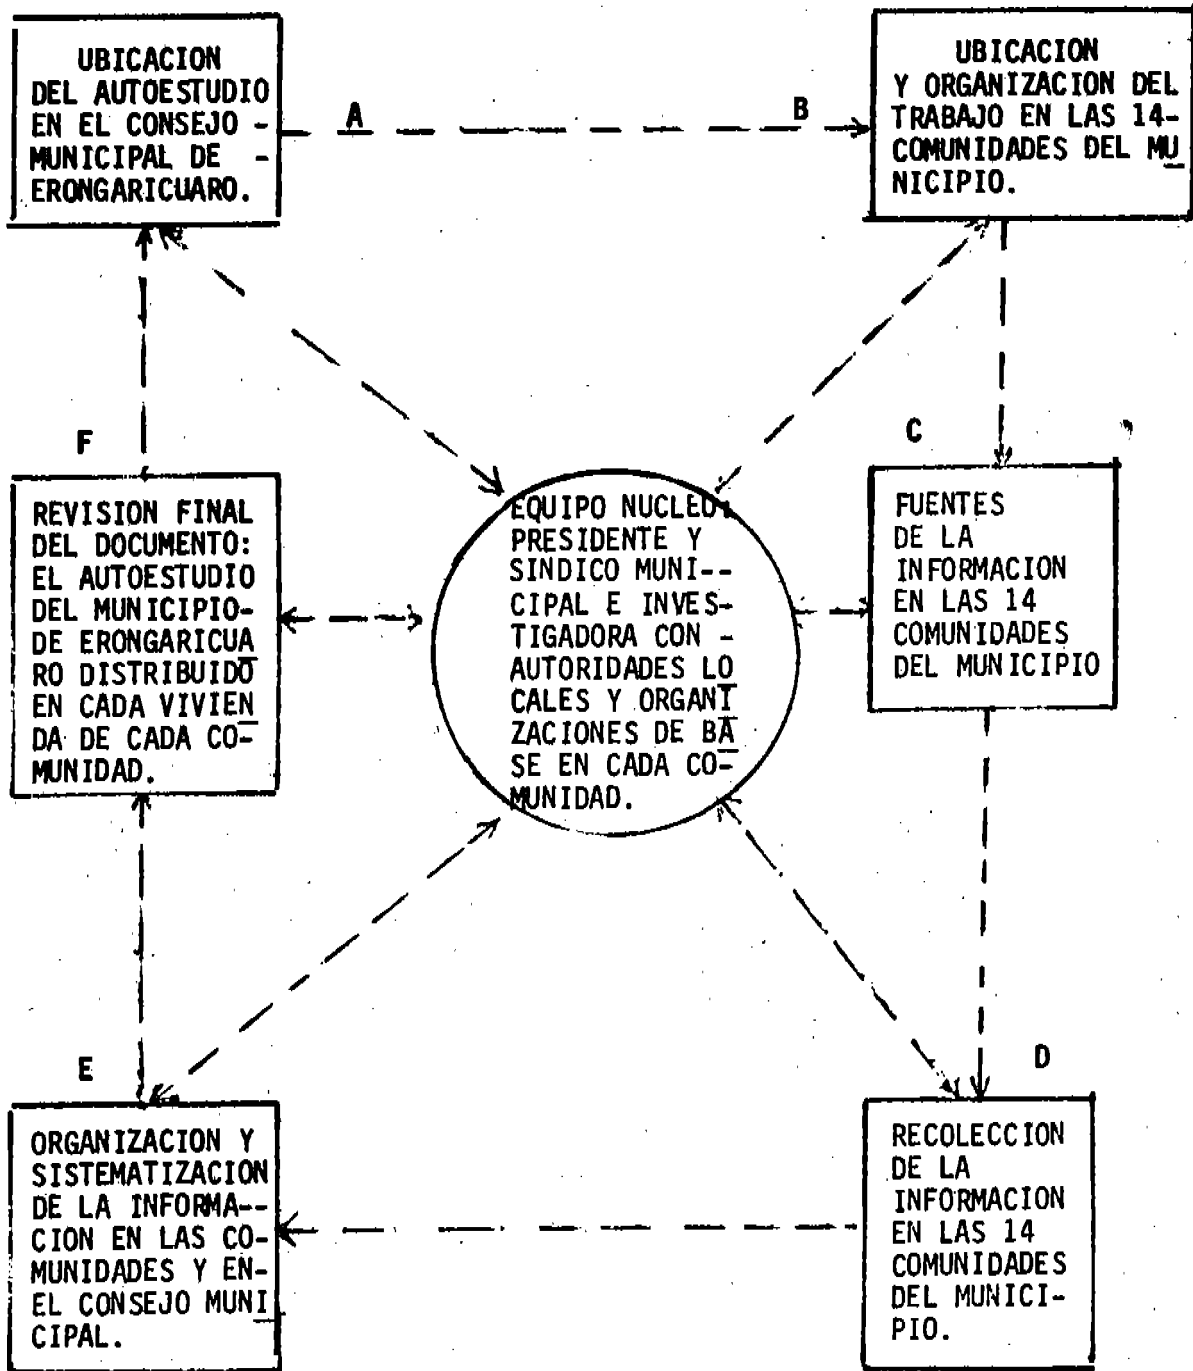 UBICACION
DEL AUTOESTUDIO
EN EL CONSEJO -
MUNICIPAL DE -
ERONGARICUARO.
A
B
UBICACION
Y ORGANIZACION DEL
TRABAJO EN LAS 14-
COMUNIDADES DEL MU
NICIPIO.
F
REVISION FINAL
DEL DOCUMENTO:
EL AUTOESTUDIO
DEL MUNICIPIO-
DE ERONGARICUA
RO DISTRIBUIDO
EN CADA VIVIEN
DA DE CADA CO-
MUNIDAD.
EQUIPO NUCLEO:
PRESIDENTE Y
SINDICO MUNI--
CIPAL E INVES-
TIGADORA CON -
AUTORIDADES LO
CALES Y ORGANI
ZACIONES DE BA
SE EN CADA CO-
MUNIDAD.
C
FUENTES
DE LA
INFORMACION
EN LAS 14
COMUNIDADES
DEL MUNICIPIO
E
ORGANIZACION Y
SISTEMATIZACION
DE LA INFORMA--
CION EN LAS CO-
MUNIDADES Y EN-
EL CONSEJO MUNI
CIPAL.
D
RECOLECCION
DE LA
INFORMACION
EN LAS 14
COMUNIDADES
DEL MUNICI-
PIO.